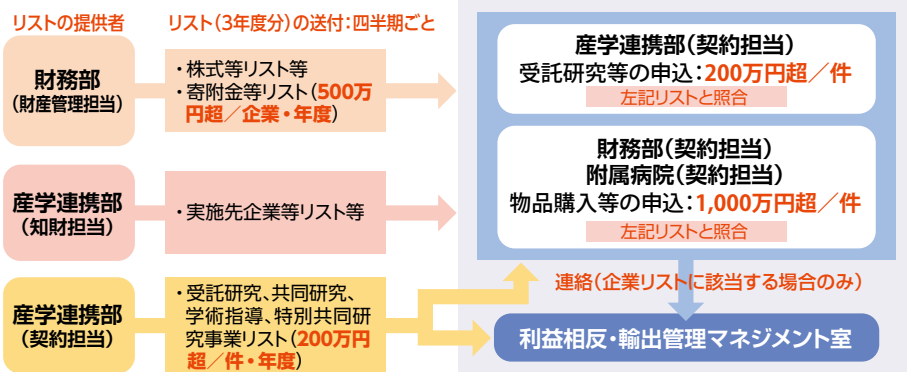 リストの提供者
リスト（3年度分）の送付：四半期ごと
財務部
（財産管理担当）
・株式等リスト等
・寄附金等リスト（500万
円超／企業・年度）
産学連携部
（知財担当）
・実施先企業等リスト等
産学連携部
（契約担当）
・受託研究、共同研究、
学術指導、特別共同研
究事業リスト（200万円
超／件・年度）
産学連携部（契約担当）
受託研究等の申込：200万円超／件
左記リストと照合
財務部（契約担当）
附属病院（契約担当）
物品購入等の申込：1,000万円超／件
左記リストと照合
連絡（企業リストに該当する場合のみ）
利益相反・輸出管理マネジメント室